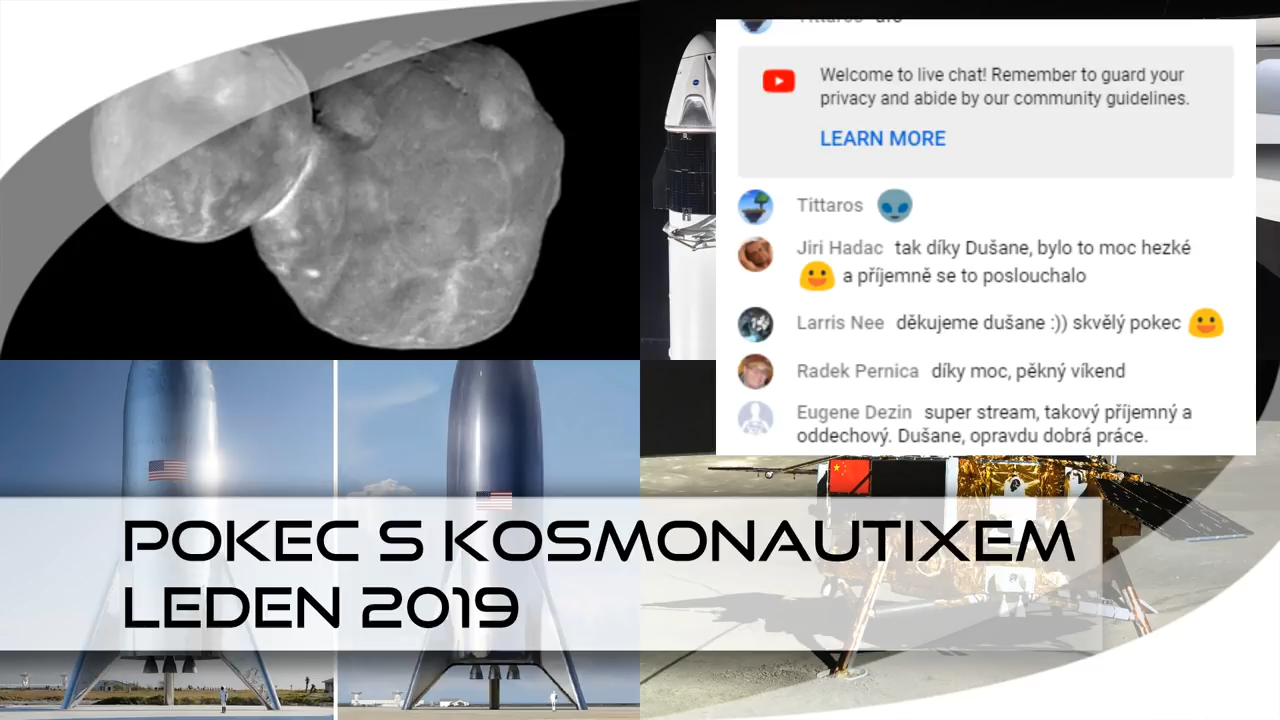 Welcome to live chat! Remember to guard your
privacy and abide by our community guidelines.
LEARN MORE
Tittaros
Jiri Hadac tak díky Dušane, bylo to moc hezké
a příjemně se to poslouchalo
Larris Nee děkujeme dušane :)) skvělý pokec
Radek Pernica díky moc, pěkný víkend
Eugene Dezin super stream, takový příjemný a
oddechový. Dušane, opravdu dobrá práce.
POKEC S KOSMONAUTIXEM
LEDEN 2019